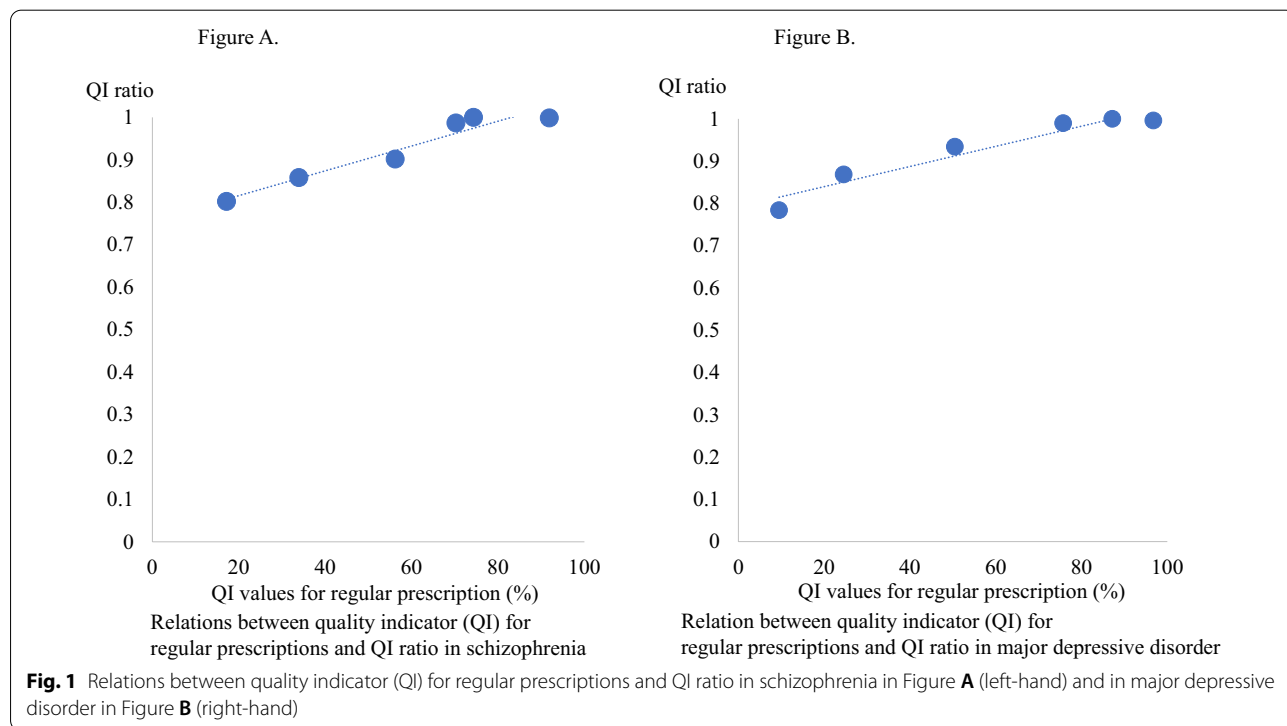 Figure A.
QI ratio
1
0.9
0.8
0.7
0.6
0.5
0.4
0.3
0.2
0.1
0
0 20 40 60 80 100
QI values for regular prescription (%)
Relations between quality indicator (QI) for
regular prescriptions and QI ratio in schizophrenia
Figure B.
QI ratio
1
0.9
0.8
0.7
0.6
0.5
0.4
0.3
0.2
0.1
0
0 20 40 60 80 100
QI values for regular prescription (%)
Relation between quality indicator (QI) for
regular prescriptions and QI ratio in major depressive disorder
Fig. 1 Relations between quality indicator (QI) for regular prescriptions and QI ratio in schizophrenia in Figure A (left-hand) and in major depressive
disorder in Figure B (right-hand)